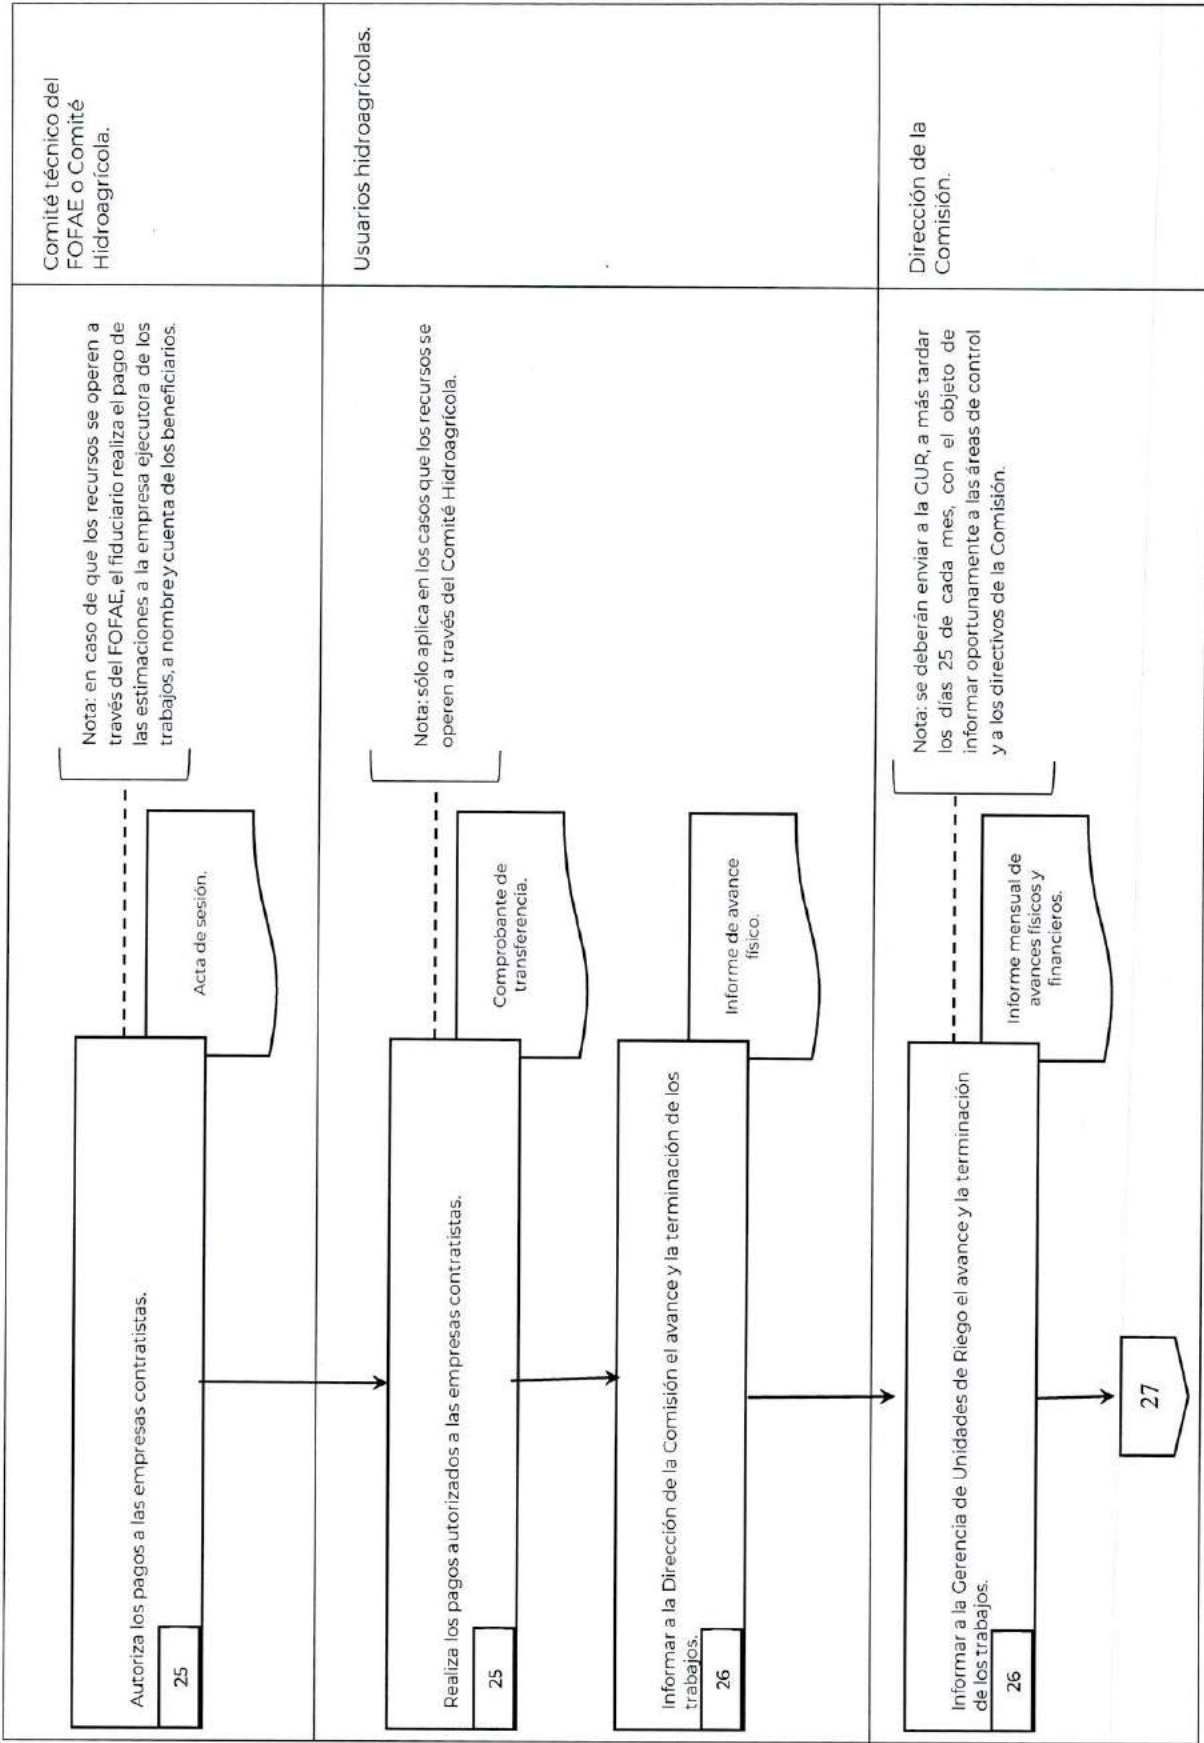 Autoriza los pagos a las empresas contratistas.
25
Acta de sesión.
Nota: en caso de que los recursos se operen a
través del FOFAE, el fiduciario realiza el pago de
las estimaciones a la empresa ejecutora de los
trabajos, a nombre y cuenta de los beneficiarios.
Comité técnico del
FOFAE o Comité
Hidroagrícola.
Realiza los pagos autorizados a las empresas contratistas.
25
Comprobante de
transferencia.
Nota: sólo aplica en los casos que los recursos se
operen a través del Comité Hidroagrícola.
Usuarios hidroagrícolas.
Informar a la Dirección de la Comisión el avance y la terminación de los
trabajos.
26
Informe de avance
físico.
Informar a la Gerencia de Unidades de Riego el avance y la terminación
de los trabajos.
26
Informe mensual de
avances físicos y
financieros.
Nota: se deberán enviar a la GUR, a más tardar
los días 25 de cada mes, con el objeto de
informar oportunamente a las áreas de control
y a los directivos de la Comisión.
Dirección de la
Comisión.
27